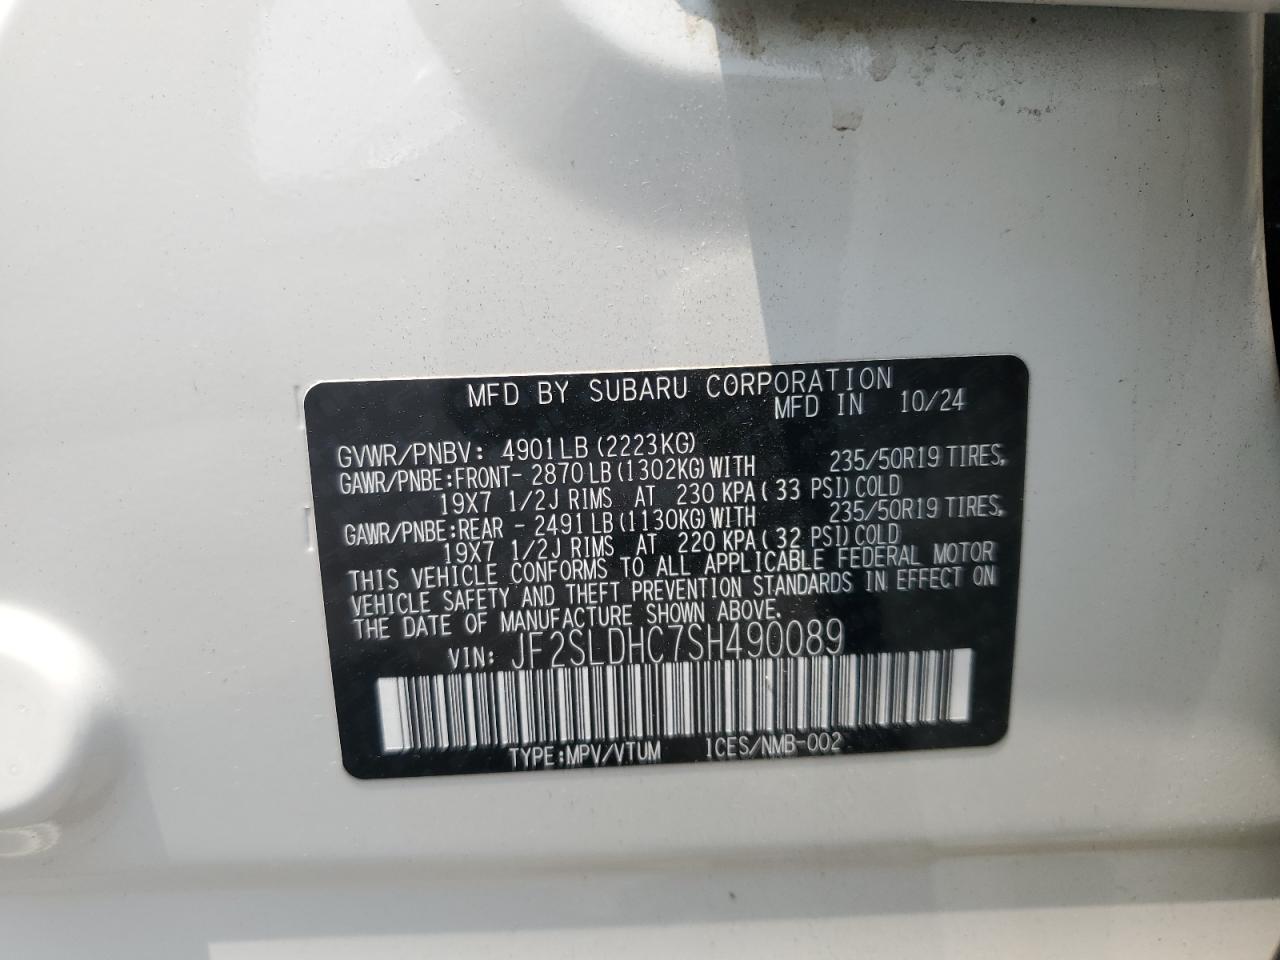 MFD BY SUBARU CORPORATION
MFD IN 10/24
GVWR/PNBV: 4901LB (2223KG)
GAWR/PNBE:FRONT- 2870LB(1302KG)WITH 235/50R19 TIRES,
19X7 1/2J RIMS AT 230 KPA( 33 PSI)COLD
GAWR/PNBE:REAR - 2491LB(1130KG)WITH 235/50R19 TIRES,
19X7 1/2J RIMS AT 220 KPA( 32 PSI)COLD
THIS VEHICLE CONFORMS TO ALL APPLICABLE FEDERAL MOTOR
VEHICLE SAFETY AND THEFT PREVENTION STANDARDS IN EFFECT ON
THE DATE OF MANUFACTURE SHOWN ABOVE.
VIN: JF2SLDHC7SH490089
TYPE:MPV/VTUM ICES/NMB-002